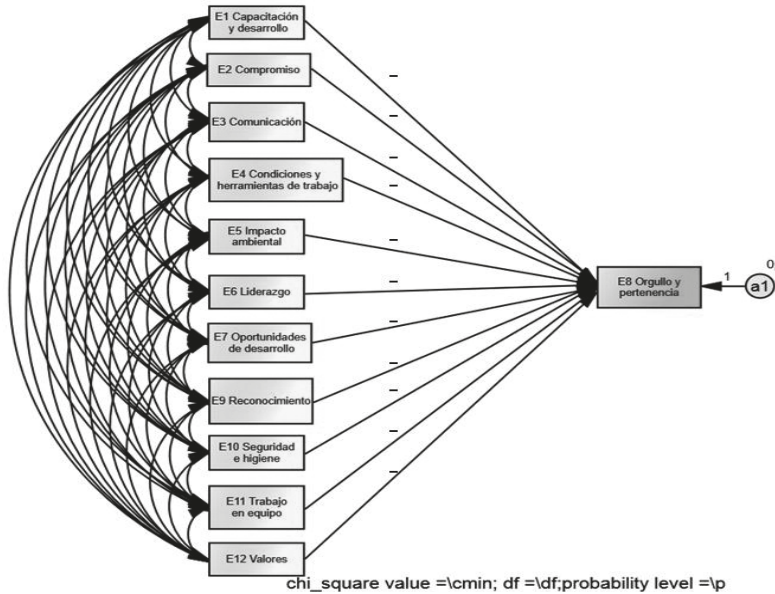 E1 Capacitación
y desarrollo
E2 Compromiso
E3 Comunicación
E4 Condiciones y
herramientas de trabajo
E5 Impacto
ambiental
E6 Liderazgo
E7 Oportunidades
de desarrollo
E9 Reconocimiento
E10 Seguridad
e higiene
E11 Trabajo
en equipo
E12 Valores
E8 Orgullo y
pertenencia
1
0
a1
chi_square value =\cmin; df =\df;probability level =\p